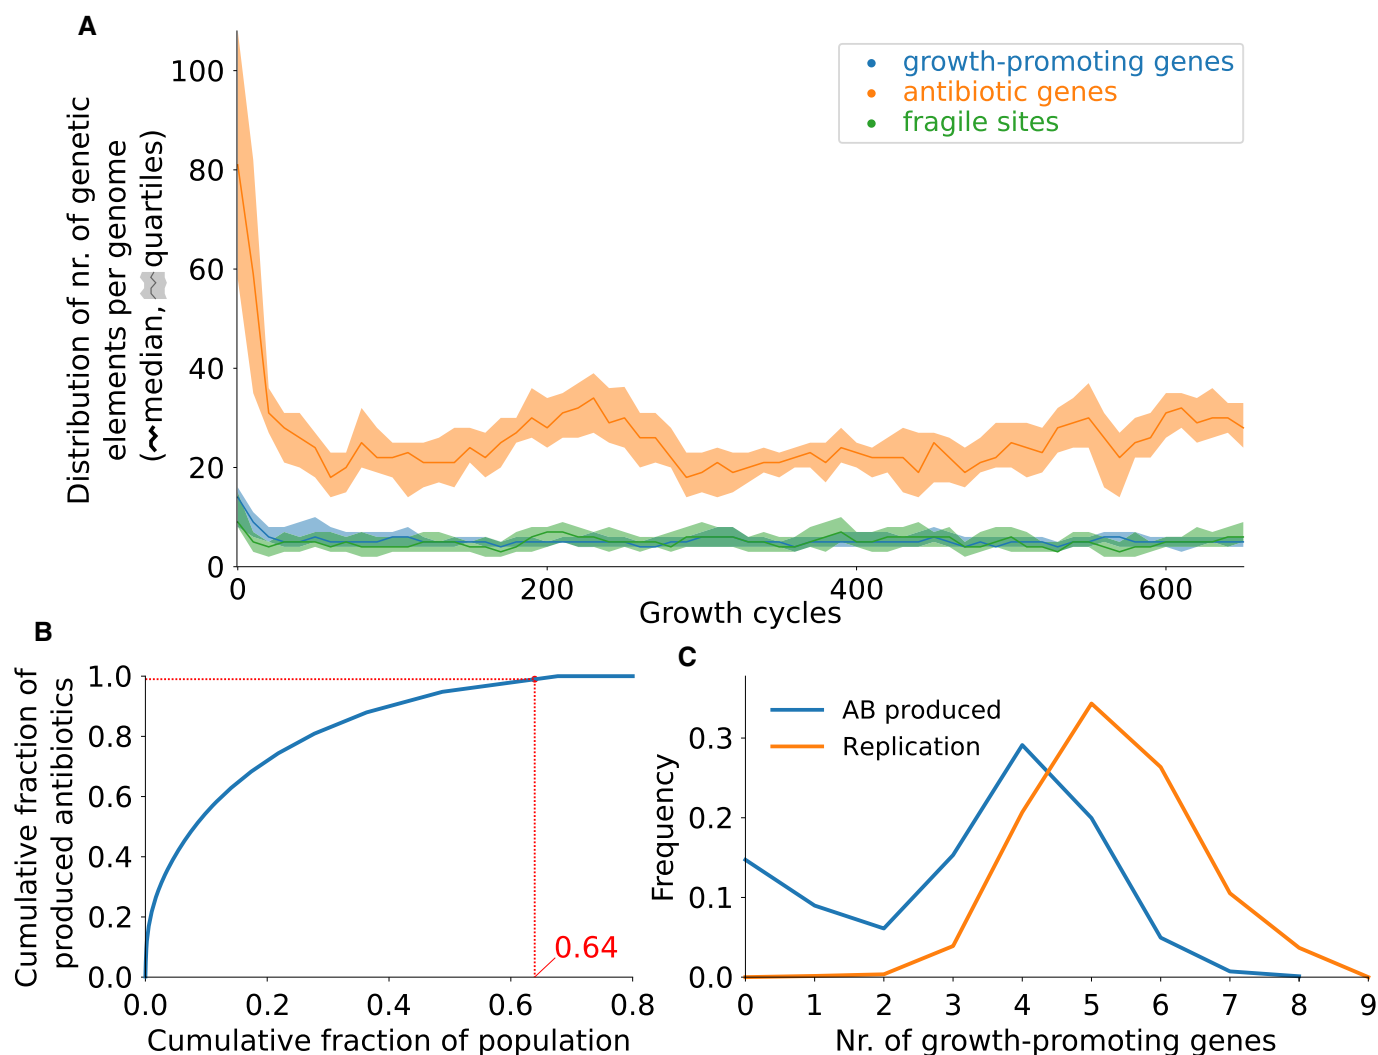 A
Distribution of nr. of genetic
elements per genome
(median, quartiles)
100
80
60
40
20
0
growth-promoting genes
antibiotic genes
fragile sites
0 200 400 600
Growth cycles
B
Cumulative fraction of
produced antibiotics
1.0
0.8
0.6
0.4
0.2
0.0
0.64
0.0 0.2 0.4 0.6 0.8
Cumulative fraction of population
C
Frequency
0.3
0.2
0.1
0.0
AB produced
Replication
0 1 2 3 4 5 6 7 8 9
Nr. of growth-promoting genes